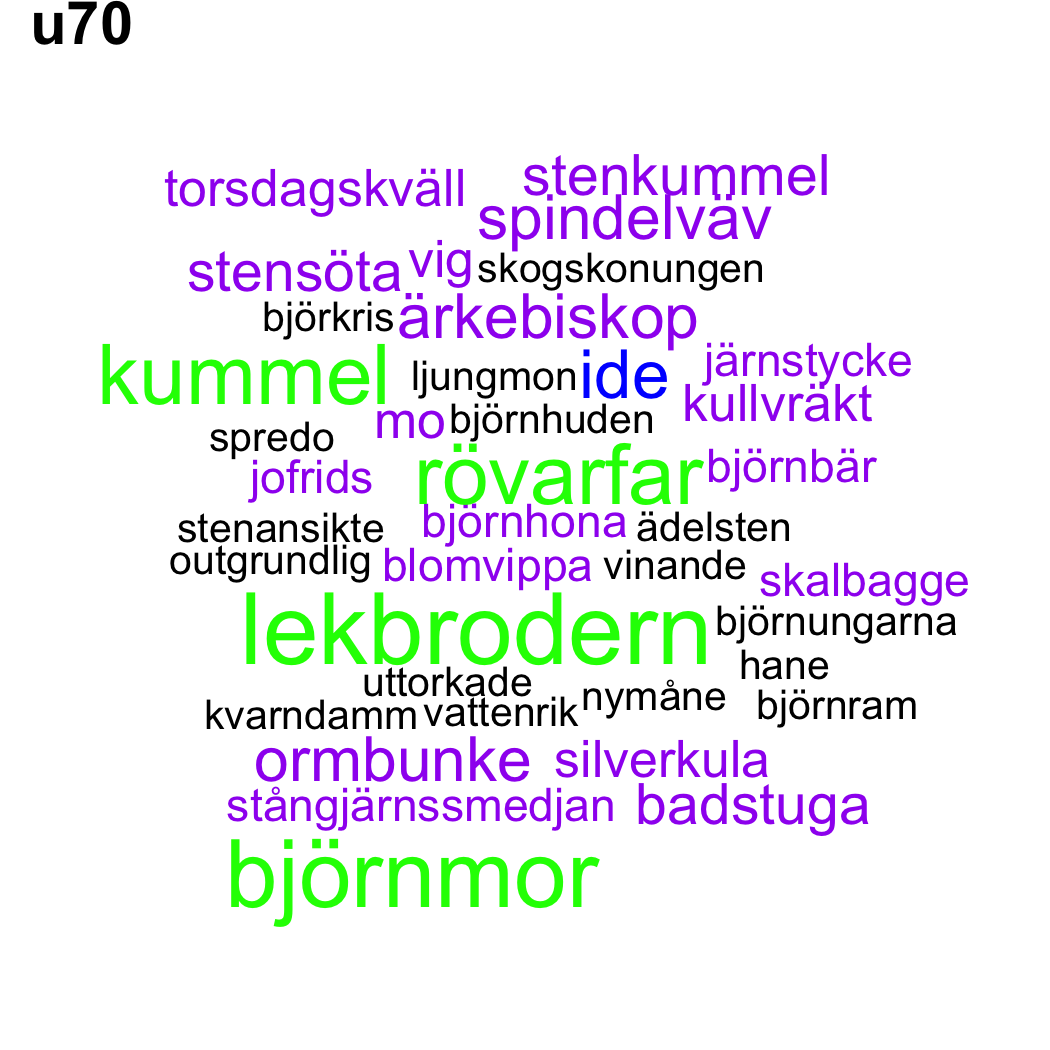 u70
torsdagskväll stenkummel
spindelväv
stensöta vig skogskonungen
björkris ärkebiskop
kummel ljungmon ide järnstycke
mo björnhuden kullvräkt
spredo
jofrids rövarfar björnbär
stenansikte björnhona ädelsten
outgrundlig blomvippa vinande skalbagge
lekbrodern björnungarna
hane
uttorkade
kvarndamm vattenrik nymåne björnram
ormbunke silverkula
stångjärnssmedjan badstuga
björnmor